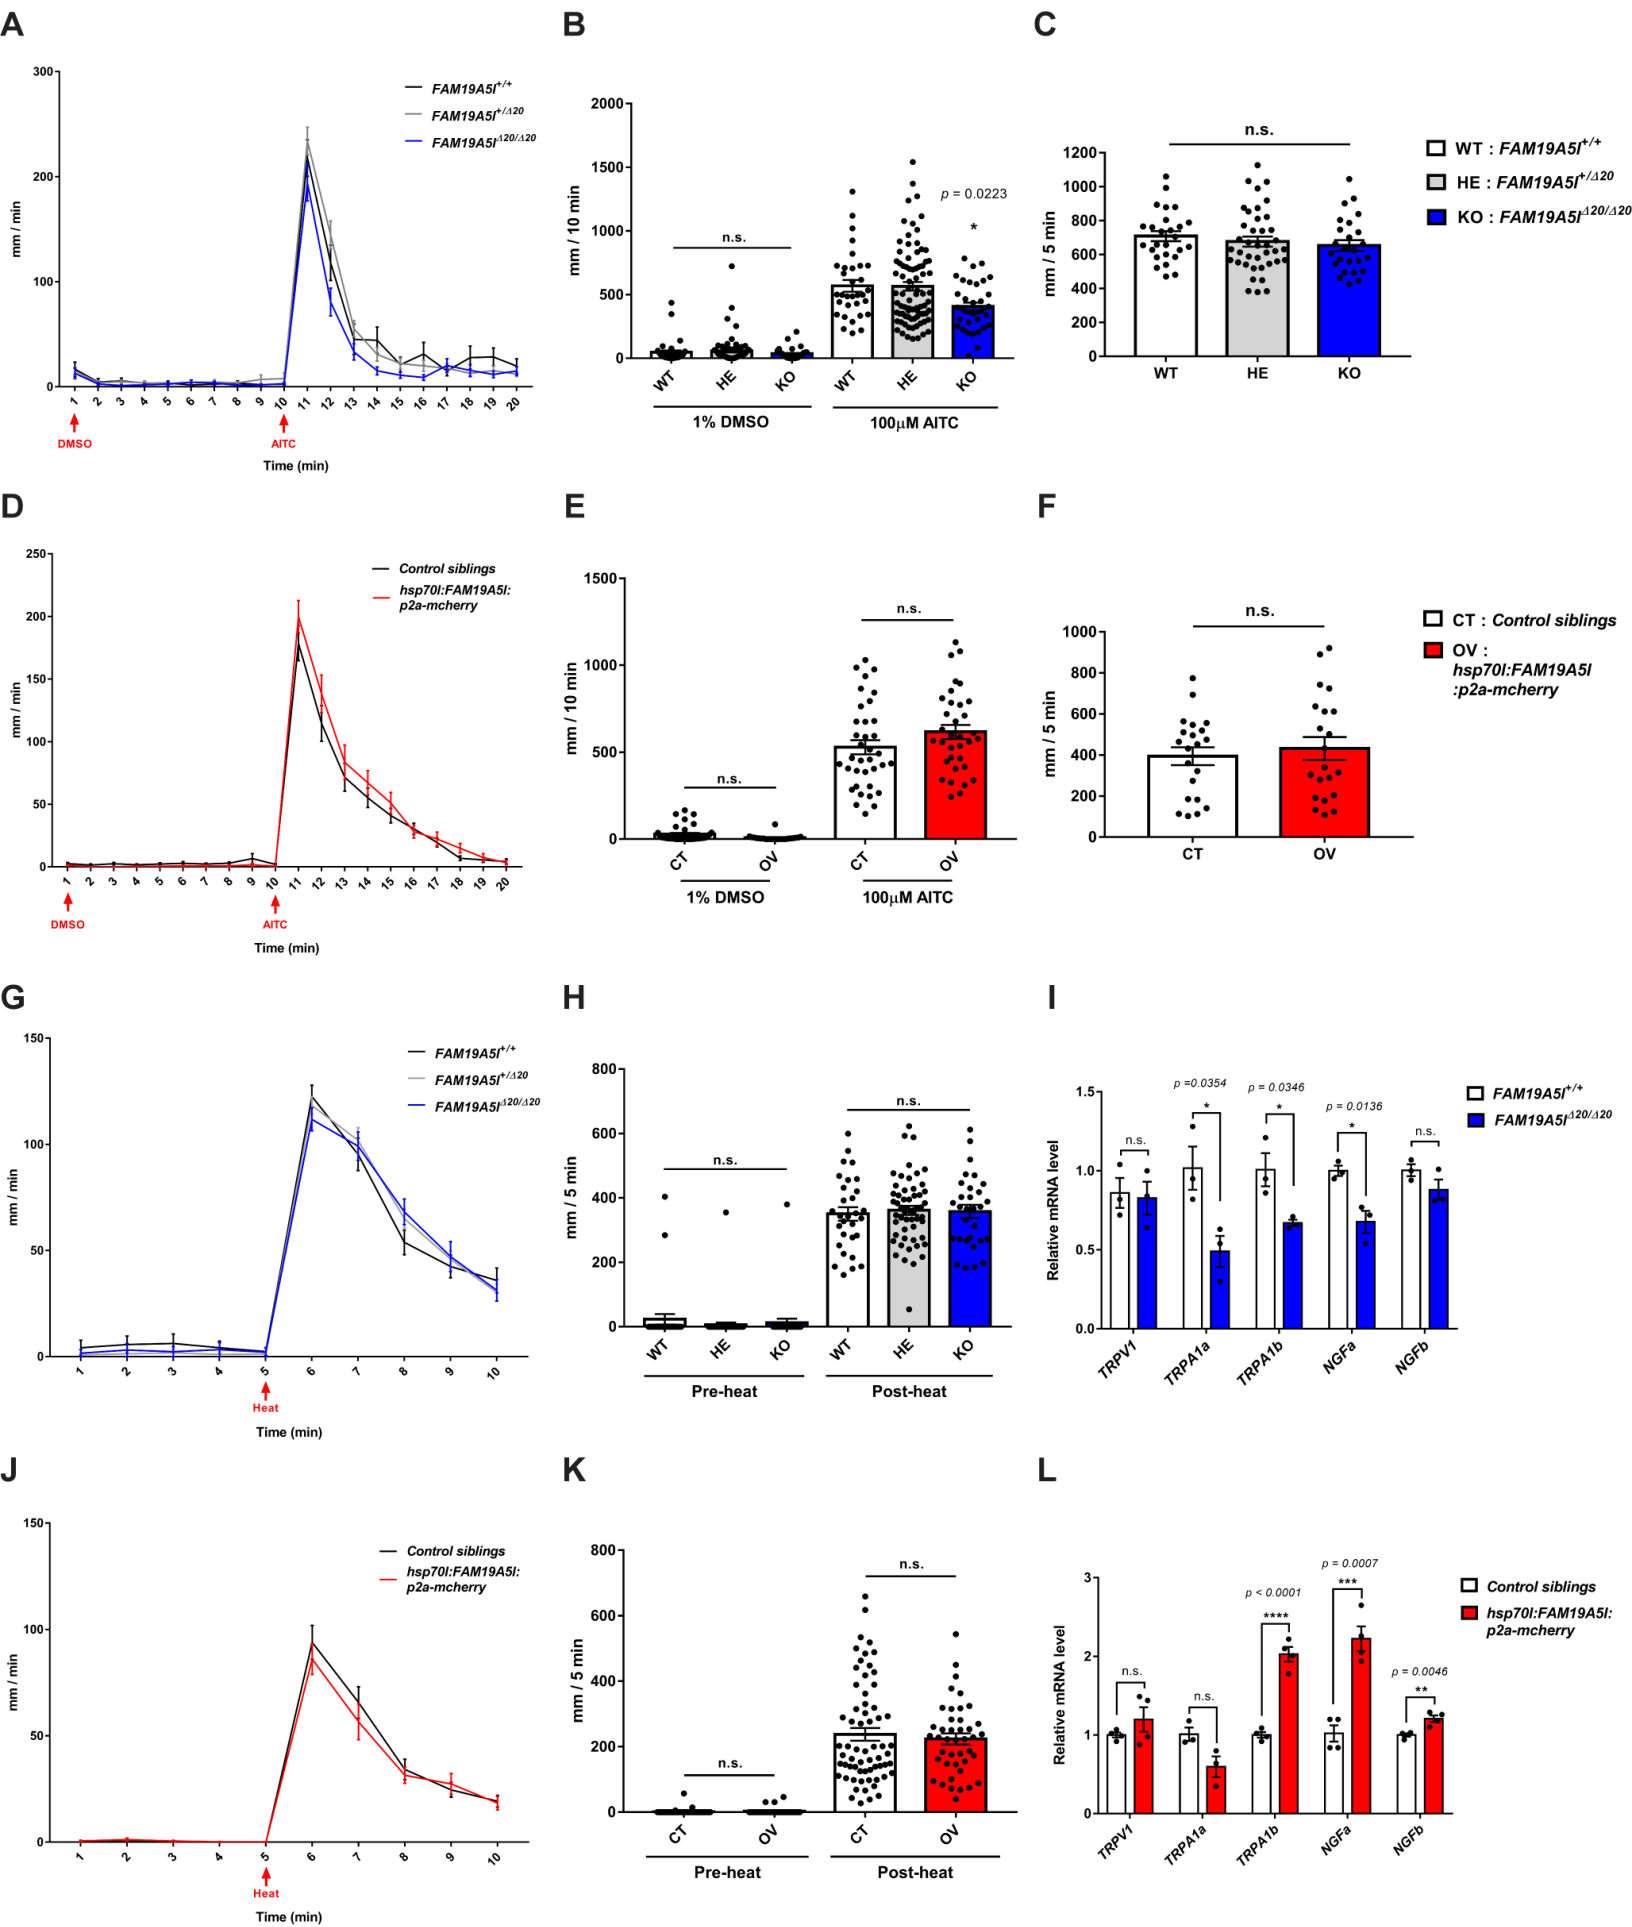 A
300
200
100
0
mm / min
FAM19A5l+/+
FAM19A5l+/Δ20
FAM19A5lΔ20/Δ20
1 2 3 4 5 6 7 8 9 10 11 12 13 14 15 16 17 18 19 20
DMSO
AITC
Time (min)
B
2000
1500
1000
500
0
mm / 10 min
n.s.
p = 0.0223
*
WT HE KO WT HE KO
1% DMSO
100µM AITC
C
n.s.
1200
1000
800
600
400
200
0
mm / 5 min
WT HE KO
WT : FAM19A5l+/+
HE : FAM19A5l+/Δ20
KO : FAM19A5lΔ20/Δ20
D
250
200
150
100
50
0
mm / min
Control siblings
hsp70l:FAM19A5l:
p2a-mcherry
1 2 3 4 5 6 7 8 9 10 11 12 13 14 15 16 17 18 19 20
DMSO
AITC
Time (min)
E
1500
1000
500
0
mm / 10 min
n.s.
n.s.
CT OV CT OV
1% DMSO
100µM AITC
F
n.s.
1000
800
600
400
200
0
mm / 5 min
CT OV
CT : Control siblings
OV :
hsp70l:FAM19A5l
:p2a-mcherry
G
150
100
50
0
mm / min
FAM19A5l+/+
FAM19A5l+/Δ20
FAM19A5lΔ20/Δ20
1 2 3 4 5 6 7 8 9 10
Heat
Time (min)
H
800
600
400
200
0
mm / 5 min
n.s.
n.s.
WT HE KO WT HE KO
Pre-heat
Post-heat
I
1.5
1.0
0.5
0.0
Relative mRNA level
n.s.
p =0.0354
*
p = 0.0346
*
p = 0.0136
*
n.s.
TRPV1 TRPA1a TRPA1b NGFa NGFb
FAM19A5l+/+
FAM19A5lΔ20/Δ20
J
150
100
50
0
mm / min
Control siblings
hsp70l:FAM19A5l:
p2a-mcherry
1 2 3 4 5 6 7 8 9 10
Heat
Time (min)
K
800
600
400
200
0
mm / 5 min
n.s.
n.s.
CT OV CT OV
Pre-heat
Post-heat
L
3
2
1
0
Relative mRNA level
n.s.
n.s.
p < 0.0001
****
p = 0.0007
***
p = 0.0046
**
TRPV1 TRPA1a TRPA1b NGFa NGFb
Control siblings
hsp70l:FAM19A5l:
p2a-mcherry